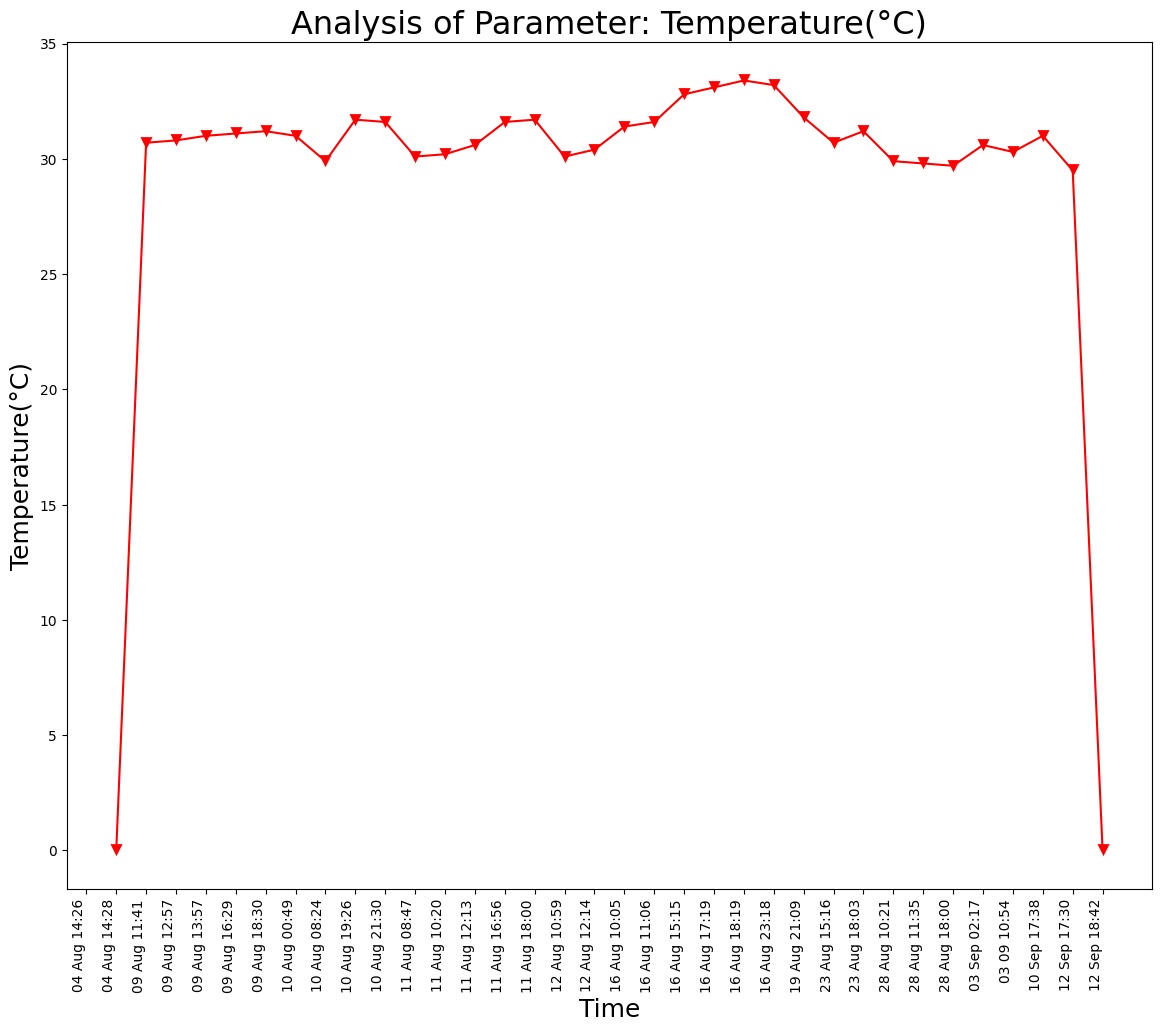 Analysis of Parameter: Temperature(°C)
35
30
25
20
15
10
5
0
Temperature(°C)
04 Aug 14:26
04 Aug 14:28
09 Aug 11:41
09 Aug 12:57
09 Aug 13:57
09 Aug 16:29
09 Aug 18:30
10 Aug 00:49
10 Aug 08:24
10 Aug 19:26
10 Aug 21:30
11 Aug 08:47
11 Aug 10:20
11 Aug 12:13
11 Aug 16:56
11 Aug 18:00
12 Aug 10:59
12 Aug 12:14
16 Aug 10:05
16 Aug 11:06
16 Aug 15:15
16 Aug 17:19
16 Aug 18:19
16 Aug 23:18
19 Aug 21:09
23 Aug 15:16
23 Aug 18:03
28 Aug 10:21
28 Aug 11:35
28 Aug 18:00
03 Sep 02:17
03 09 10:54
10 Sep 17:38
12 Sep 17:30
12 Sep 18:42
Time